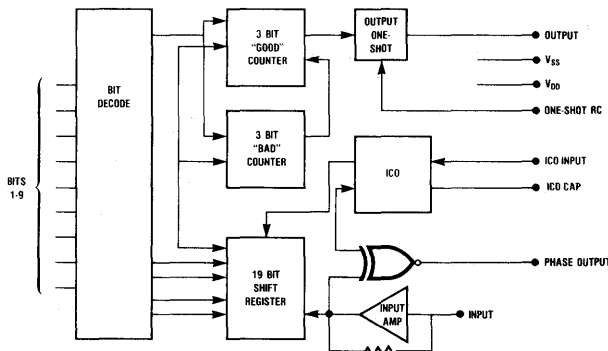 BIT
DECODE
3 BIT
"GOOD"
COUNTER
OUTPUT
ONE-
SHOT
OUTPUT
VSS
VDD
ONE-SHOT RC
3 BIT
"BAD"
COUNTER
BITS
1-9
ICO
ICO INPUT
ICO CAP
19 BIT
SHIFT
REGISTER
PHASE OUTPUT
INPUT
AMP
INPUT